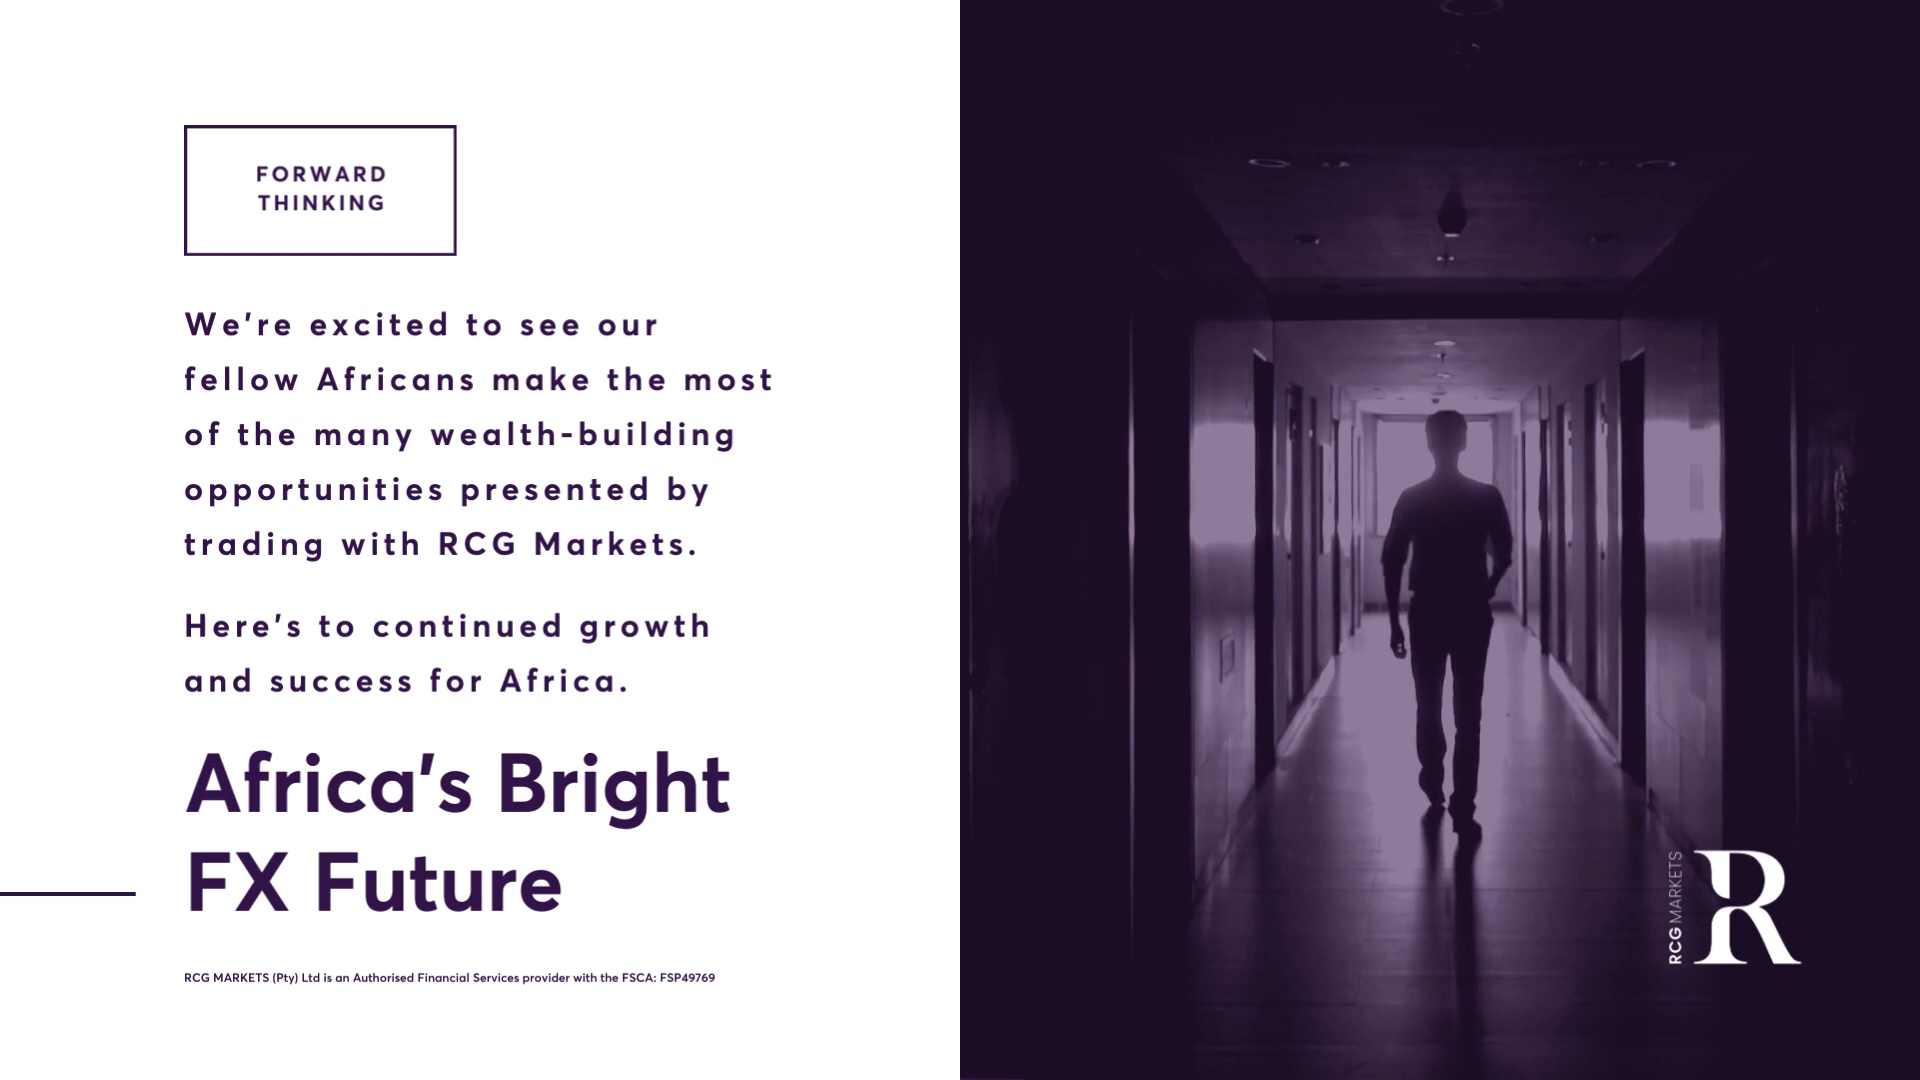 FORWARD
THINKING
We're excited to see our
fellow Africans make the most
of the many wealth-building
opportunities presented by
trading with RCG Markets.
Here's to continued growth
and success for Africa.
Africa's Bright
FX Future
RCG MARKETS (Pty) Ltd is an Authorised Financial Services provider with the FSCA: FSP49769
RCG MARKETS
R